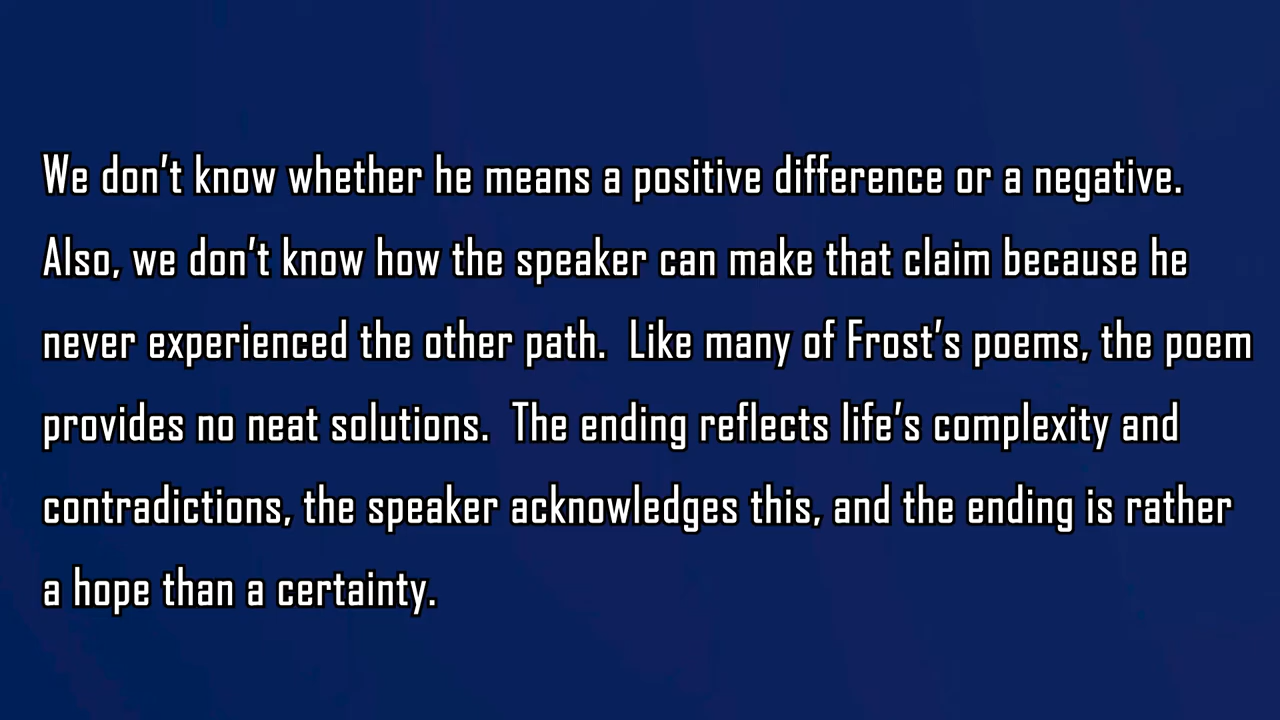 We don’t know whether he means a positive difference or a negative.
Also, we don’t know how the speaker can make that claim because he
never experienced the other path.  Like many of Frost’s poems, the poem
provides no neat solutions.  The ending reflects life’s complexity and
contradictions, the speaker acknowledges this, and the ending is rather
a hope than a certainty.